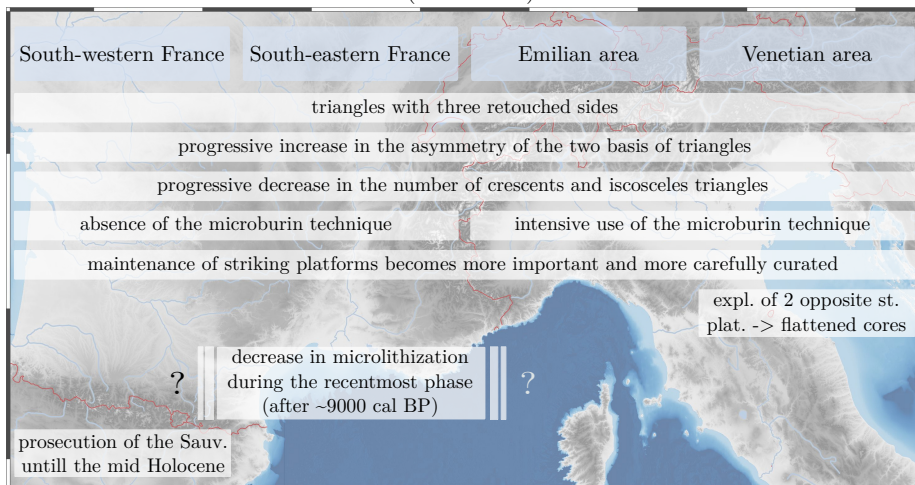 South-western France
South-eastern France
Emilian area
Venetian area
triangles with three retouched sides
progressive increase in the asymmetry of the two basis of triangles
progressive decrease in the number of crescents and iscosceles triangles
absence of the microburin technique
intensive use of the microburin technique
maintenance of striking platforms becomes more important and more carefully curated
expl. of 2 opposite st.
plat. -> flattened cores
?
decrease in microlithization
during the recentmost phase
(after ~9000 cal BP)
?
prosecution of the Sauv.
untill the mid Holocene